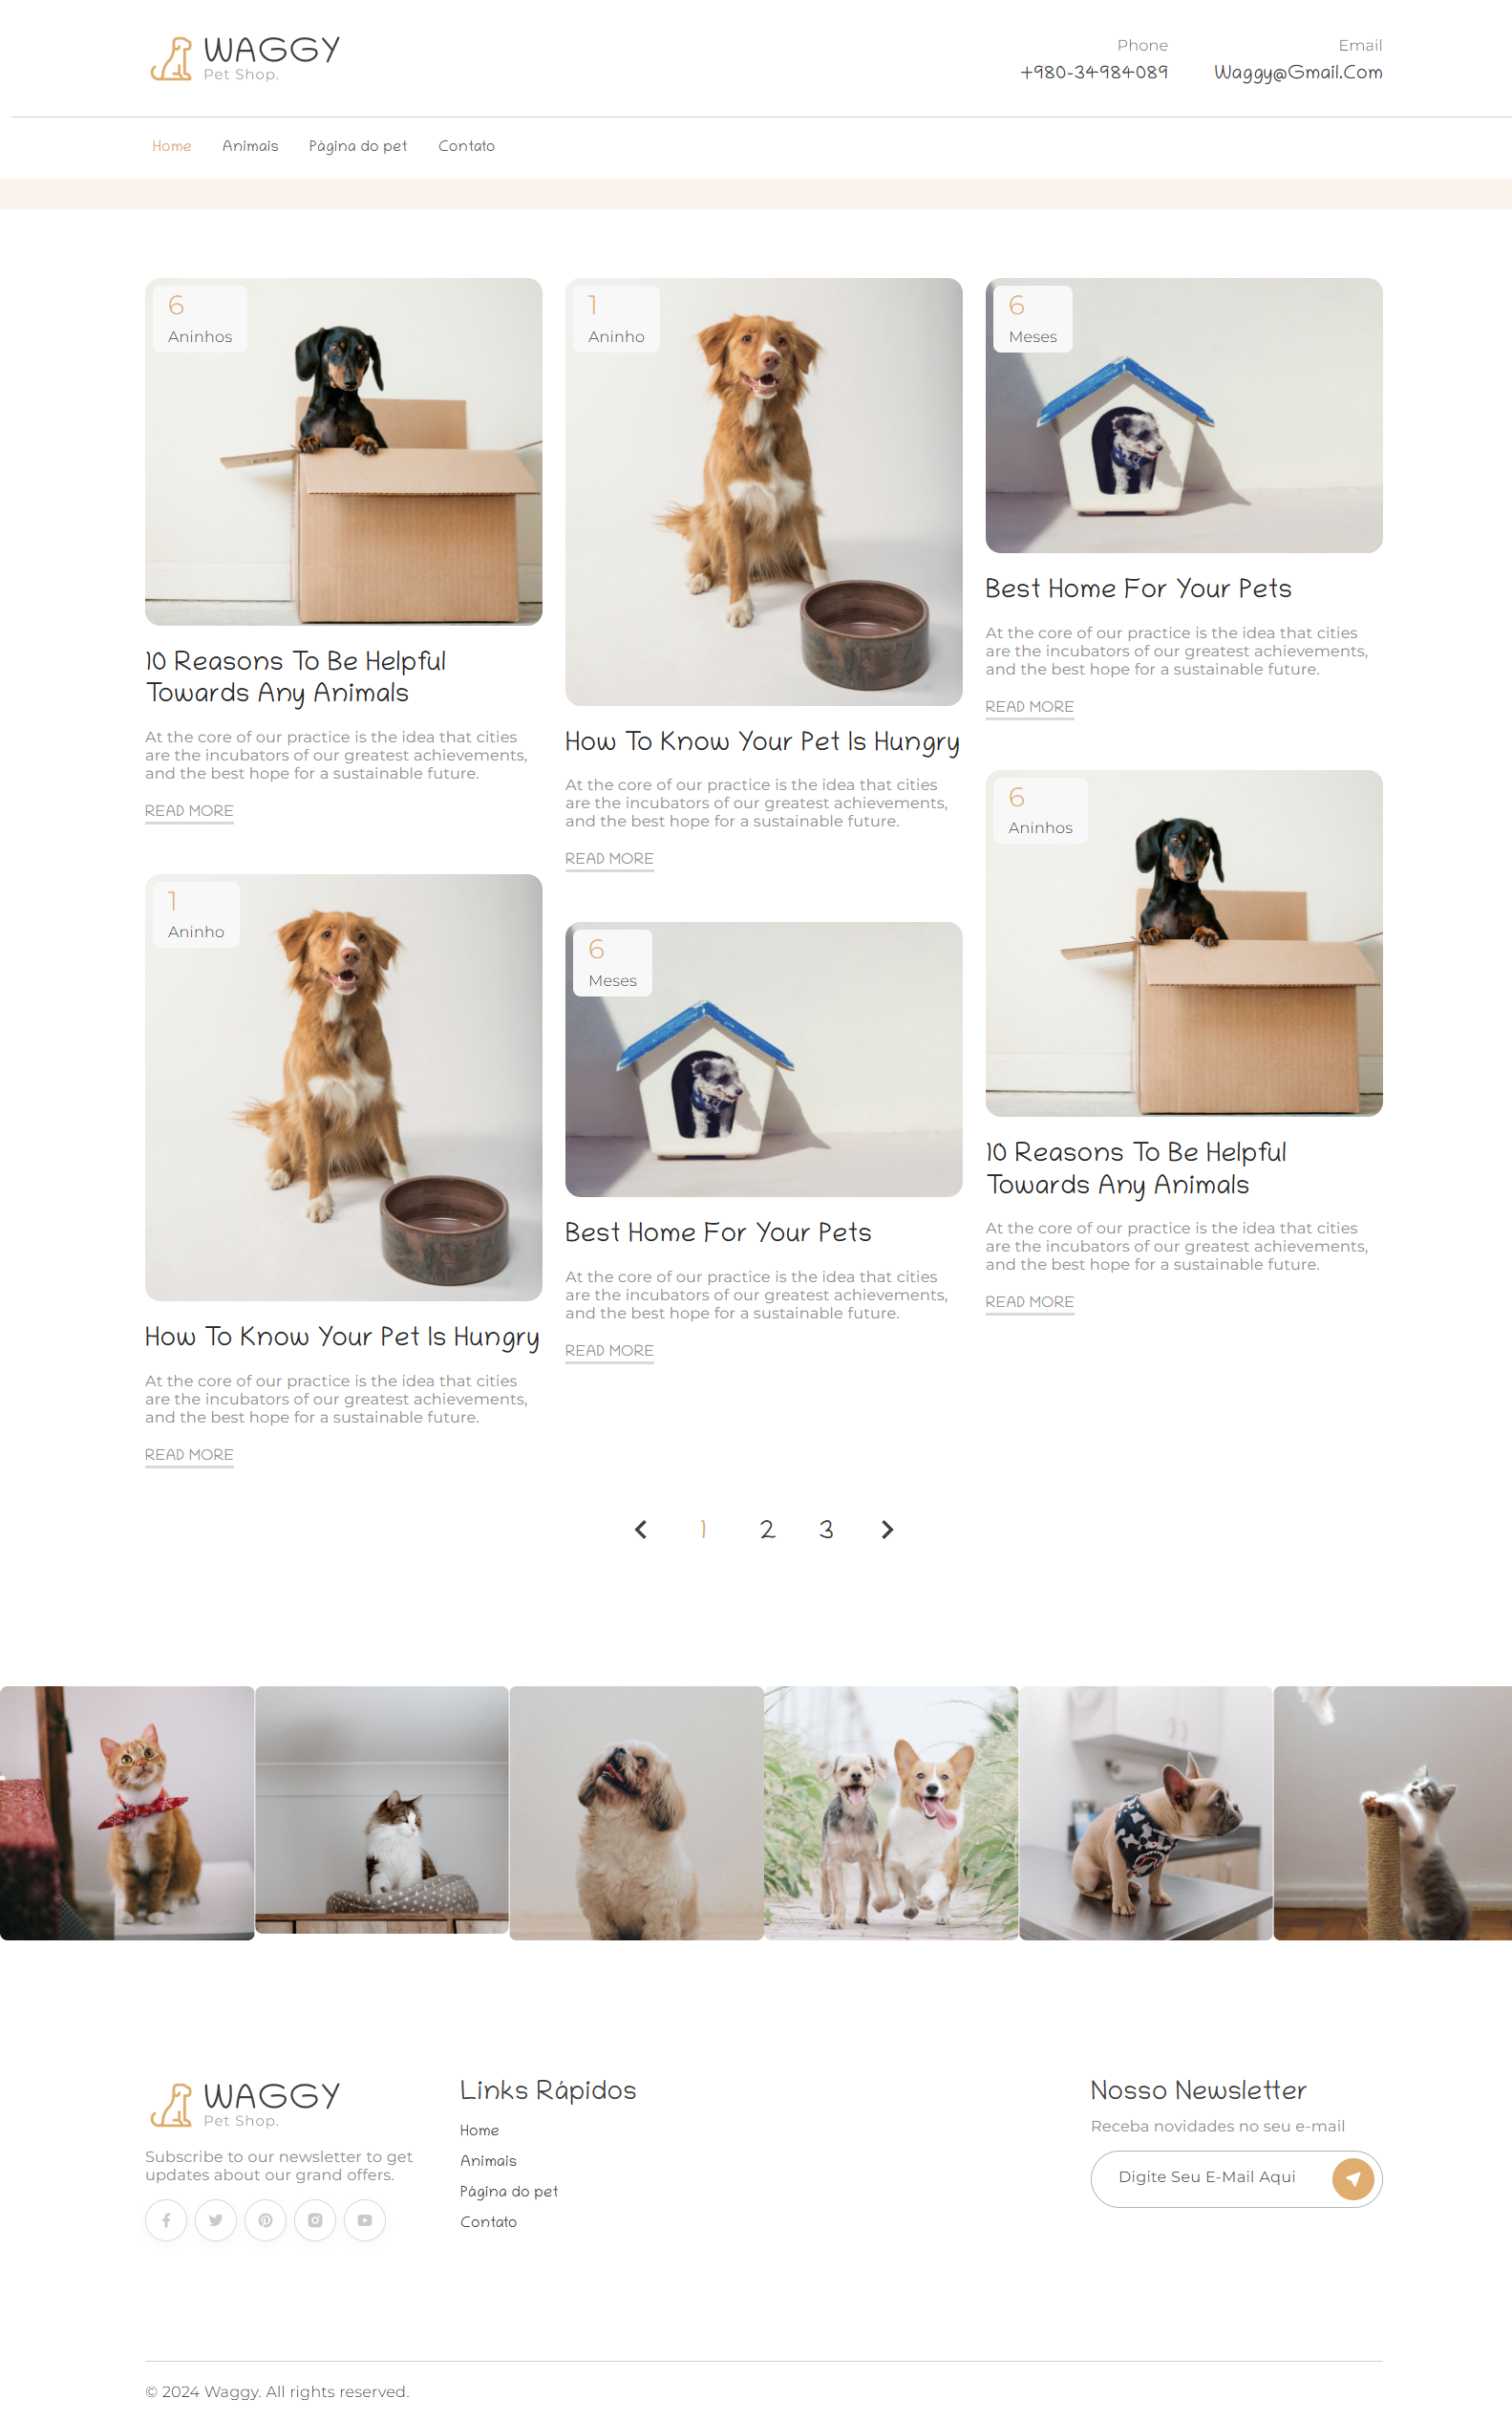 WAGGY
Pet Shop.
Phone
+980-34984089
Email
Waggy@Gmail.Com
Home
Animais
Página do pet
Contato
6
Aninhos
10 Reasons To Be Helpful
Towards Any Animals
At the core of our practice is the idea that cities
are the incubators of our greatest achievements,
and the best hope for a sustainable future.
READ MORE
1
Aninho
How To Know Your Pet Is Hungry
At the core of our practice is the idea that cities
are the incubators of our greatest achievements,
and the best hope for a sustainable future.
READ MORE
1
Aninho
How To Know Your Pet Is Hungry
At the core of our practice is the idea that cities
are the incubators of our greatest achievements,
and the best hope for a sustainable future.
READ MORE
6
Meses
Best Home For Your Pets
At the core of our practice is the idea that cities
are the incubators of our greatest achievements,
and the best hope for a sustainable future.
READ MORE
6
Meses
Best Home For Your Pets
At the core of our practice is the idea that cities
are the incubators of our greatest achievements,
and the best hope for a sustainable future.
READ MORE
6
Aninhos
10 Reasons To Be Helpful
Towards Any Animals
At the core of our practice is the idea that cities
are the incubators of our greatest achievements,
and the best hope for a sustainable future.
READ MORE
1 2 3
WAGGY
Pet Shop.
Subscribe to our newsletter to get
updates about our grand offers.
Links Rápidos
Home
Animais
Página do pet
Contato
Nosso Newsletter
Receba novidades no seu e-mail
Digite Seu E-Mail Aqui
© 2024 Waggy. All rights reserved.